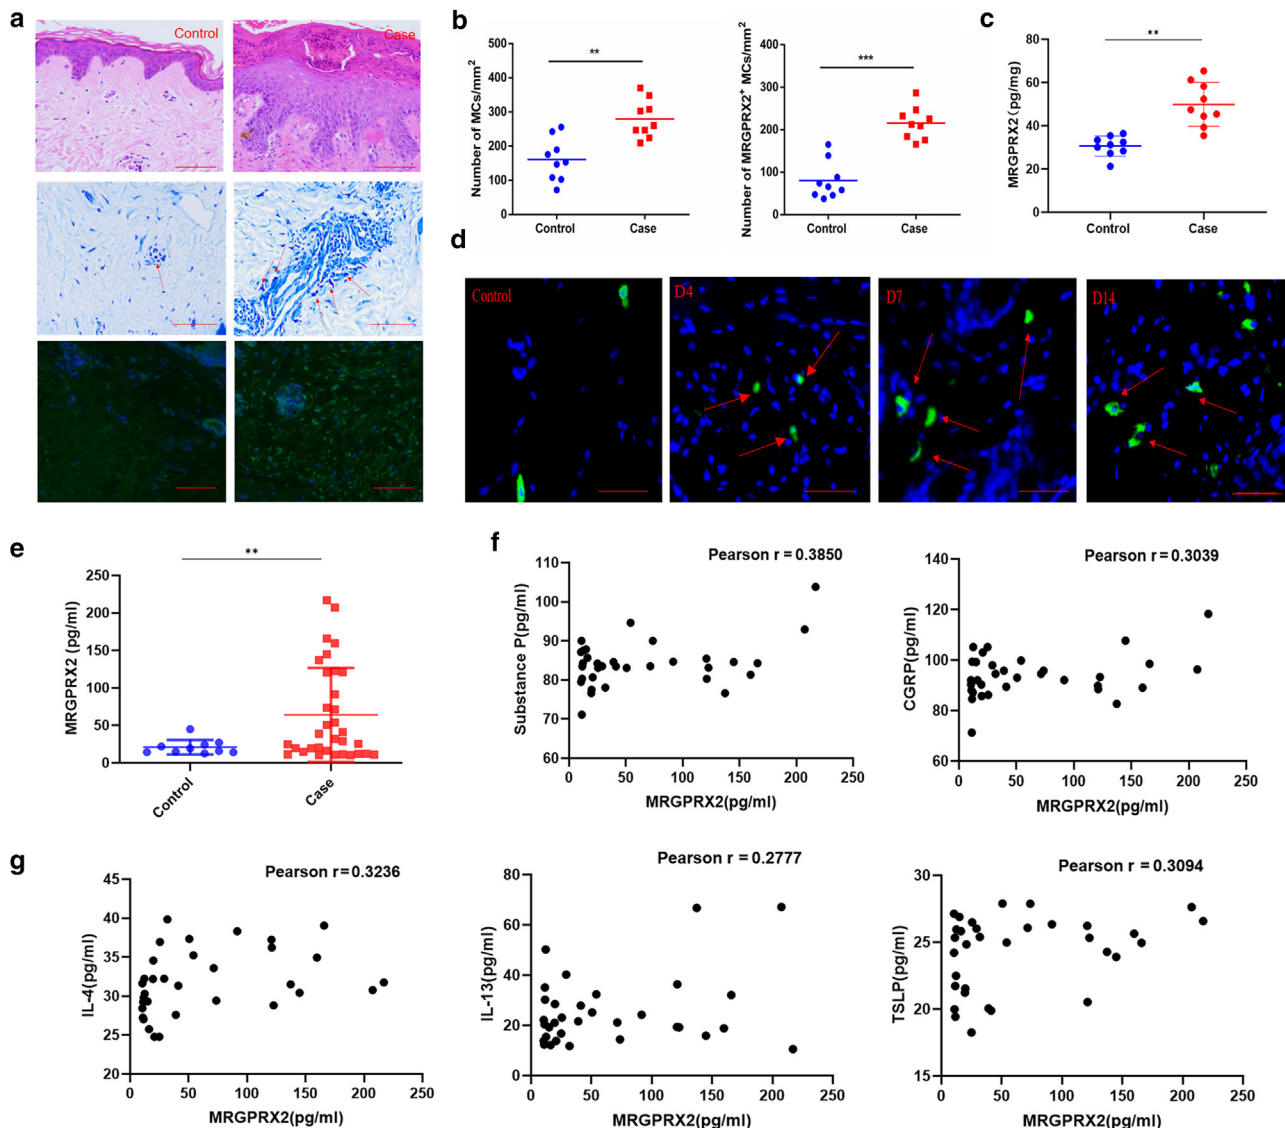 a
Control
Case
b
**
Number of MCs/mm²
500
400
300
200
100
0
Control
Case
***
Number of MRGPRX2⁺ MCs/mm²
400
300
200
100
0
Control
Case
c
**
MRGPRX2 (pg/mg)
80
60
40
20
0
Control
Case
d
Control
D4
D7
D14
e
**
MRGPRX2 (pg/ml)
250
200
150
100
50
0
Control
Case
f
Pearson r = 0.3850
Substance P(pg/ml)
110
100
90
80
70
60
0 50 100 150 200 250
MRGPRX2(pg/ml)
Pearson r = 0.3039
CGRP(pg/ml)
140
120
100
80
60
0 50 100 150 200 250
MRGPRX2(pg/ml)
g
Pearson r = 0.3236
IL-4(pg/ml)
45
40
35
30
25
20
0 50 100 150 200 250
MRGPRX2(pg/ml)
Pearson r = 0.2777
IL-13(pg/ml)
80
60
40
20
0
0 50 100 150 200 250
MRGPRX2(pg/ml)
Pearson r = 0.3094
TSLP(pg/ml)
30
25
20
15
0 50 100 150 200 250
MRGPRX2(pg/ml)